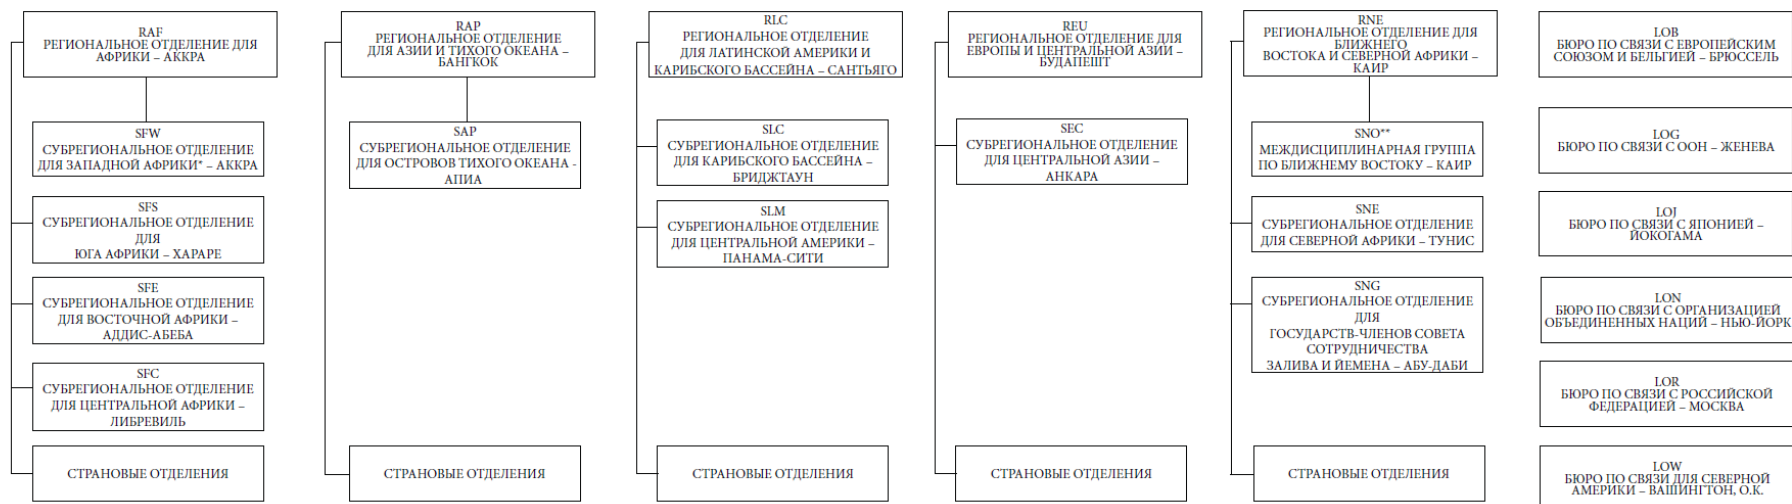 RAF
РЕГИОНАЛЬНОЕ ОТДЕЛЕНИЕ ДЛЯ
АФРИКИ – АККРА
SFW
СУБРЕГИОНАЛЬНОЕ ОТДЕЛЕНИЕ
ДЛЯ ЗАПАДНОЙ АФРИКИ* – АККРА
SFS
СУБРЕГИОНАЛЬНОЕ ОТДЕЛЕНИЕ
ДЛЯ
ЮГА АФРИКИ – ХАРАРЕ
SFE
СУБРЕГИОНАЛЬНОЕ ОТДЕЛЕНИЕ
ДЛЯ ВОСТОЧНОЙ АФРИКИ –
АДДИС-АБЕБА
SFC
СУБРЕГИОНАЛЬНОЕ ОТДЕЛЕНИЕ
ДЛЯ ЦЕНТРАЛЬНОЙ АФРИКИ –
ЛИБРЕВИЛЬ
СТРАНОВЫЕ ОТДЕЛЕНИЯ
RAP
РЕГИОНАЛЬНОЕ ОТДЕЛЕНИЕ
ДЛЯ АЗИИ И ТИХОГО ОКЕАНА –
БАНГКОК
SAP
СУБРЕГИОНАЛЬНОЕ ОТДЕЛЕНИЕ
ДЛЯ ОСТРОВОВ ТИХОГО ОКЕАНА -
АПИА
СТРАНОВЫЕ ОТДЕЛЕНИЯ
RLC
РЕГИОНАЛЬНОЕ ОТДЕЛЕНИЕ
ДЛЯ ЛАТИНСКОЙ АМЕРИКИ И
КАРИБСКОГО БАССЕЙНА – САНТЬЯГО
SLC
СУБРЕГИОНАЛЬНОЕ ОТДЕЛЕНИЕ
ДЛЯ КАРИБСКОГО БАССЕЙНА –
БРИДЖТАУН
SLM
СУБРЕГИОНАЛЬНОЕ ОТДЕЛЕНИЕ
ДЛЯ ЦЕНТРАЛЬНОЙ АМЕРИКИ –
ПАНАМА-СИТИ
СТРАНОВЫЕ ОТДЕЛЕНИЯ
REU
РЕГИОНАЛЬНОЕ ОТДЕЛЕНИЕ ДЛЯ
ЕВРОПЫ И ЦЕНТРАЛЬНОЙ АЗИИ –
БУДАПЕШТ
SEC
СУБРЕГИОНАЛЬНОЕ ОТДЕЛЕНИЕ
ДЛЯ ЦЕНТРАЛЬНОЙ АЗИИ –
АНКАРА
СТРАНОВЫЕ ОТДЕЛЕНИЯ
RNE
РЕГИОНАЛЬНОЕ ОТДЕЛЕНИЕ ДЛЯ
БЛИЖНЕГО
ВОСТОКА И СЕВЕРНОЙ АФРИКИ –
КАИР
SNO**
МЕЖДИСЦИПЛИНАРНАЯ ГРУППА
ПО БЛИЖНЕМУ ВОСТОКУ – КАИР
SNE
СУБРЕГИОНАЛЬНОЕ ОТДЕЛЕНИЕ
ДЛЯ СЕВЕРНОЙ АФРИКИ – ТУНИС
SNG
СУБРЕГИОНАЛЬНОЕ ОТДЕЛЕНИЕ
ДЛЯ
ГОСУДАРСТВ-ЧЛЕНОВ СОВЕТА
СОТРУДНИЧЕСТВА
ЗАЛИВА И ЙЕМЕНА – АБУ-ДАБИ
СТРАНОВЫЕ ОТДЕЛЕНИЯ
LOB
БЮРО ПО СВЯЗИ С ЕВРОПЕЙСКИМ
СОЮЗОМ И БЕЛЬГИЕЙ – БРЮССЕЛЬ
LOG
БЮРО ПО СВЯЗИ С ООН – ЖЕНЕВА
LOJ
БЮРО ПО СВЯЗИ С ЯПОНИЕЙ –
ЙОКОГАМА
LON
БЮРО ПО СВЯЗИ С ОРГАНИЗАЦИЕЙ
ОБЪЕДИНЕННЫХ НАЦИЙ – НЬЮ-ЙОРК
LOR
БЮРО ПО СВЯЗИ С РОССИЙСКОЙ
ФЕДЕРАЦИЕЙ – МОСКВА
LOW
БЮРО ПО СВЯЗИ ДЛЯ СЕВЕРНОЙ
АМЕРИКИ – ВАШИНГТОН, О.К.